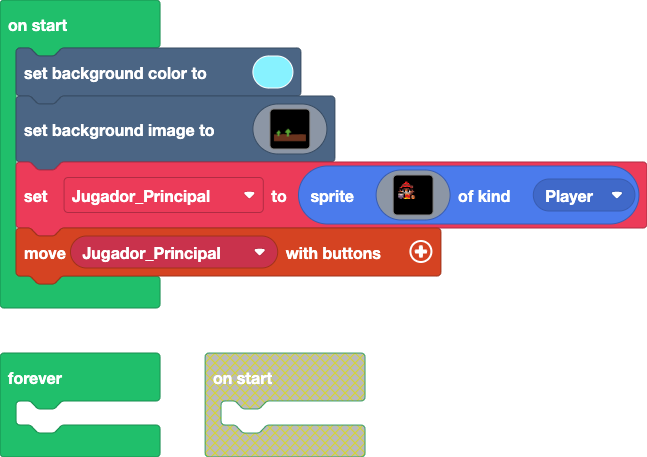 on start
set background color to
set background image to
set Jugador_Principal to sprite of kind Player
move Jugador_Principal with buttons
forever
on start